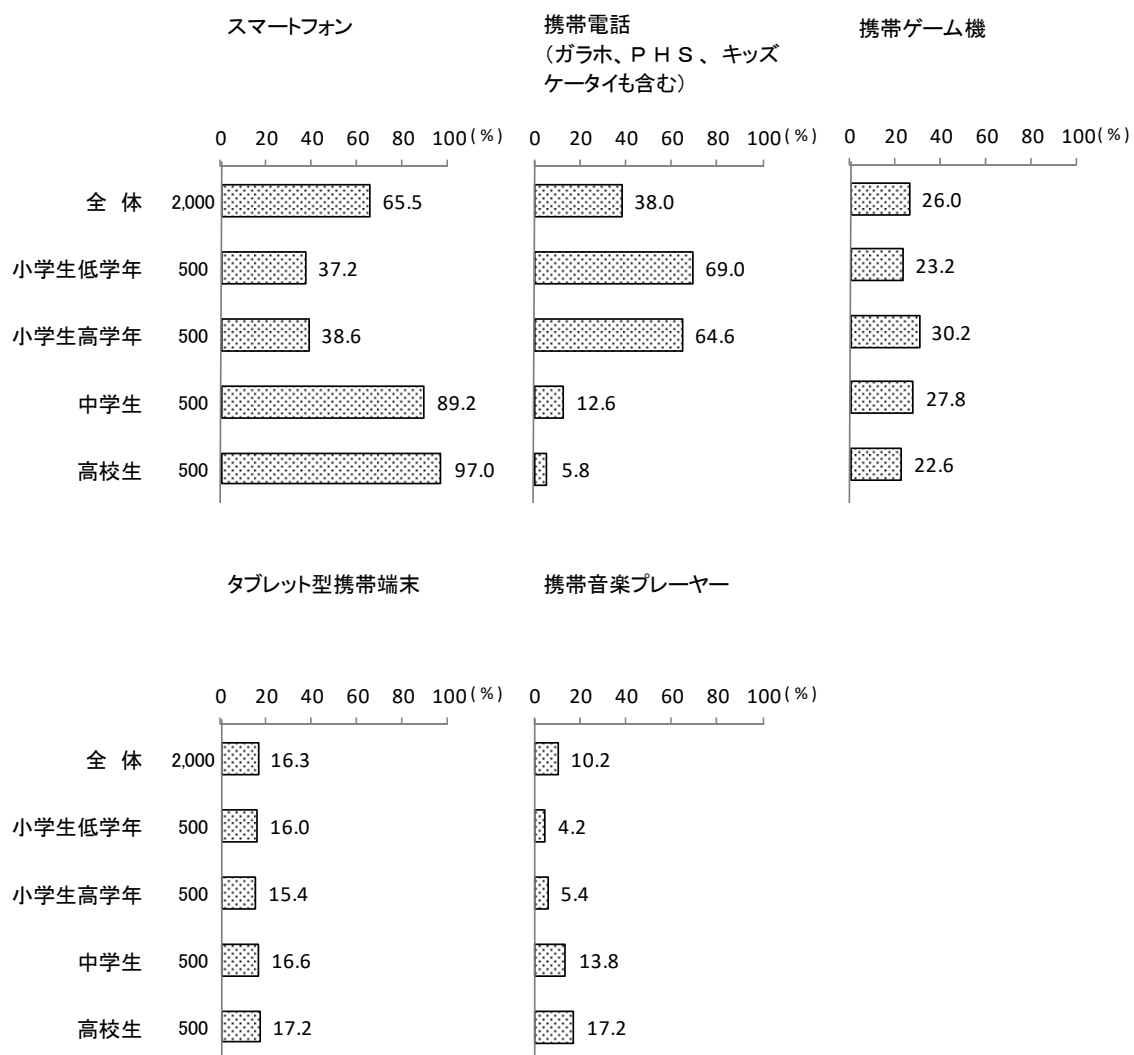 スマートフォン
携帯電話
（ガラホ、ＰＨＳ、キッズ
ケータイも含む）
携帯ゲーム機
0 20 40 60 80 100(％)
0 20 40 60 80 100(％)
0 20 40 60 80 100(％)
全 体 2,000 65.5 38.0 26.0
小学生低学年 500 37.2 69.0 23.2
小学生高学年 500 38.6 64.6 30.2
中学生 500 89.2 12.6 27.8
高校生 500 97.0 5.8 22.6
タブレット型携帯端末
携帯音楽プレーヤー
0 20 40 60 80 100(％)
0 20 40 60 80 100(％)
全 体 2,000 16.3 10.2
小学生低学年 500 16.0 4.2
小学生高学年 500 15.4 5.4
中学生 500 16.6 13.8
高校生 500 17.2 17.2